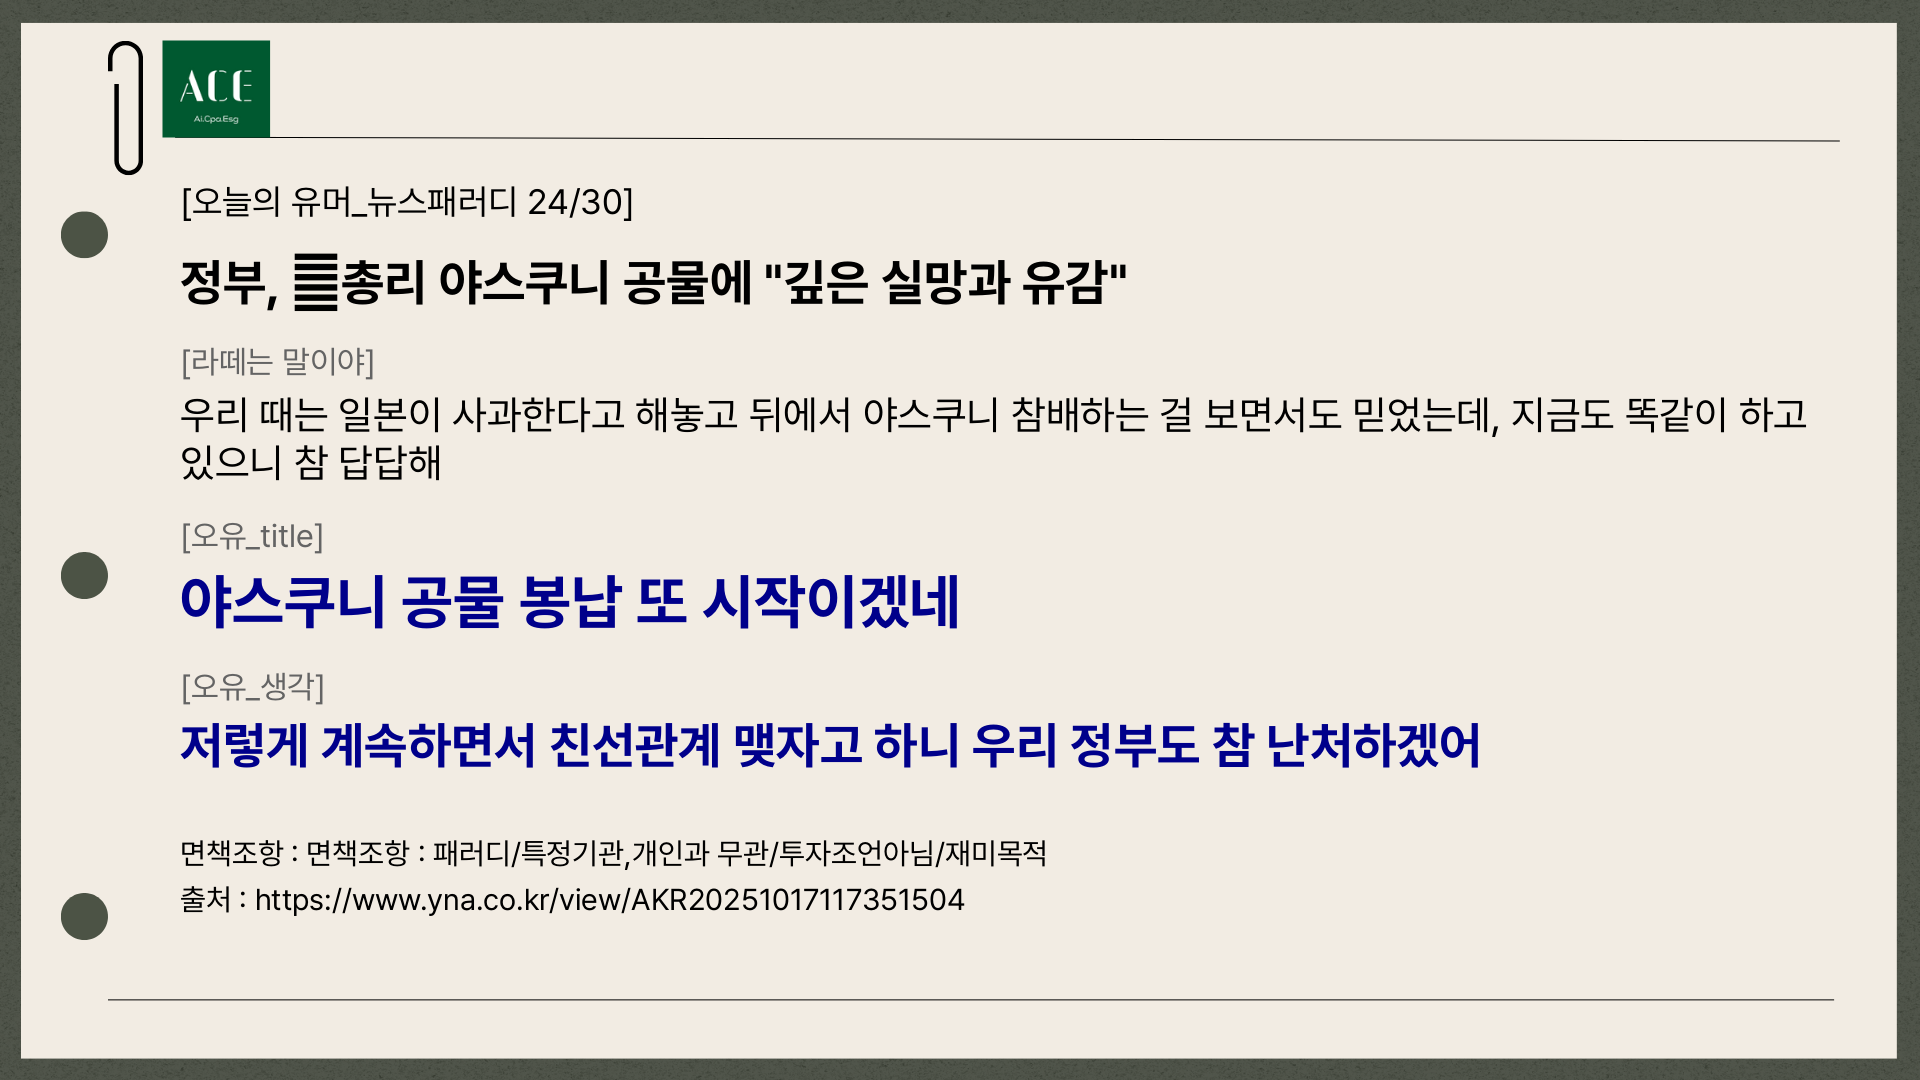 ACE
Ai.Cpa.Esg
[오늘의 유머_뉴스패러디 24/30]
정부, 총리 야스쿠니 공물에 "깊은 실망과 유감"
[라떼는 말이야]
우리 때는 일본이 사과한다고 해놓고 뒤에서 야스쿠니 참배하는 걸 보면서도 믿었는데, 지금도 똑같이 하고
있으니 참 답답해
[오유_title]
야스쿠니 공물 봉납 또 시작이겠네
[오유_생각]
저렇게 계속하면서 친선관계 맺자고 하니 우리 정부도 참 난처하겠어
면책조항 : 면책조항 : 패러디/특정기관,개인과 무관/투자조언아님/재미목적
출처 : https://www.yna.co.kr/view/AKR20251017117351504